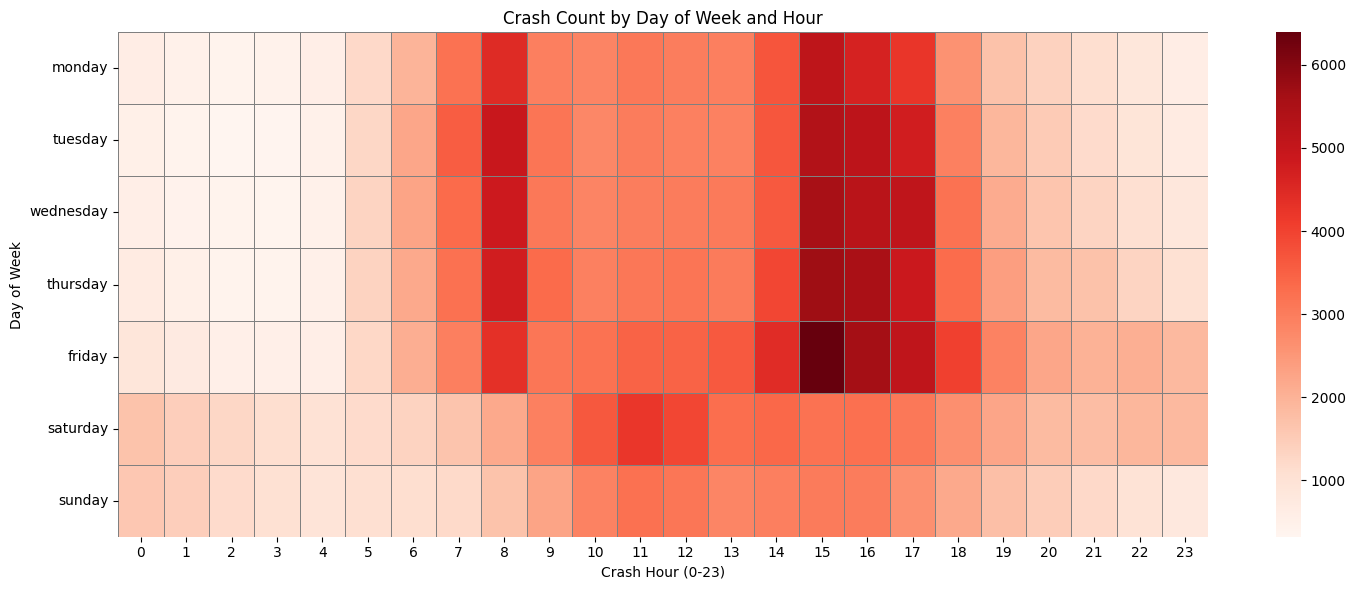 Crash Count by Day of Week and Hour
Day of Week
monday
tuesday
wednesday
thursday
friday
saturday
sunday
0 1 2 3 4 5 6 7 8 9 10 11 12 13 14 15 16 17 18 19 20 21 22 23
Crash Hour (0-23)
6000
5000
4000
3000
2000
1000